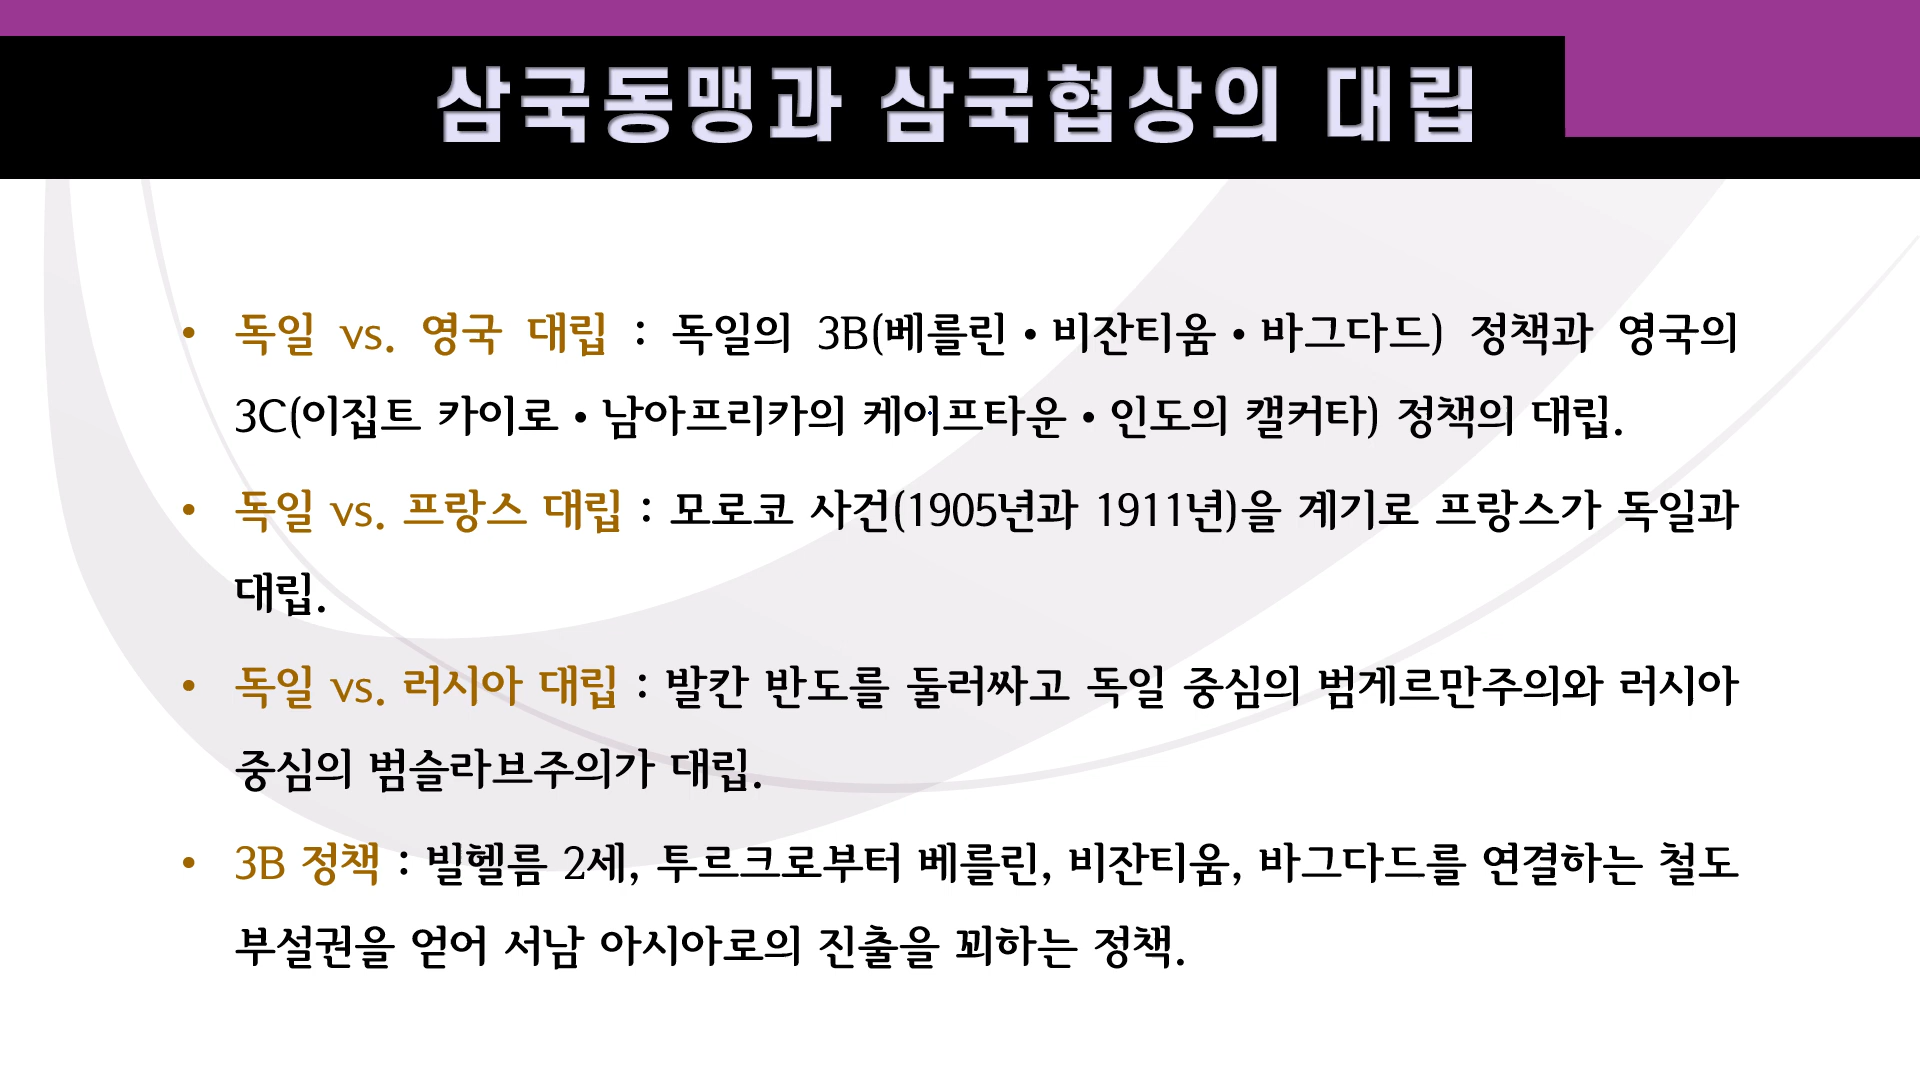 삼국동맹과 삼국협상의 대립
• 독일 vs. 영국 대립 : 독일의 3B(베를린•비잔티움•바그다드) 정책과 영국의
3C(이집트 카이로•남아프리카의 케이프타운•인도의 캘커타) 정책의 대립.
• 독일 vs. 프랑스 대립 : 모로코 사건(1905년과 1911년)을 계기로 프랑스가 독일과
대립.
• 독일 vs. 러시아 대립 : 발칸 반도를 둘러싸고 독일 중심의 범게르만주의와 러시아
중심의 범슬라브주의가 대립.
• 3B 정책 : 빌헬름 2세, 투르크로부터 베를린, 비잔티움, 바그다드를 연결하는 철도
부설권을 얻어 서남 아시아로의 진출을 꾀하는 정책.